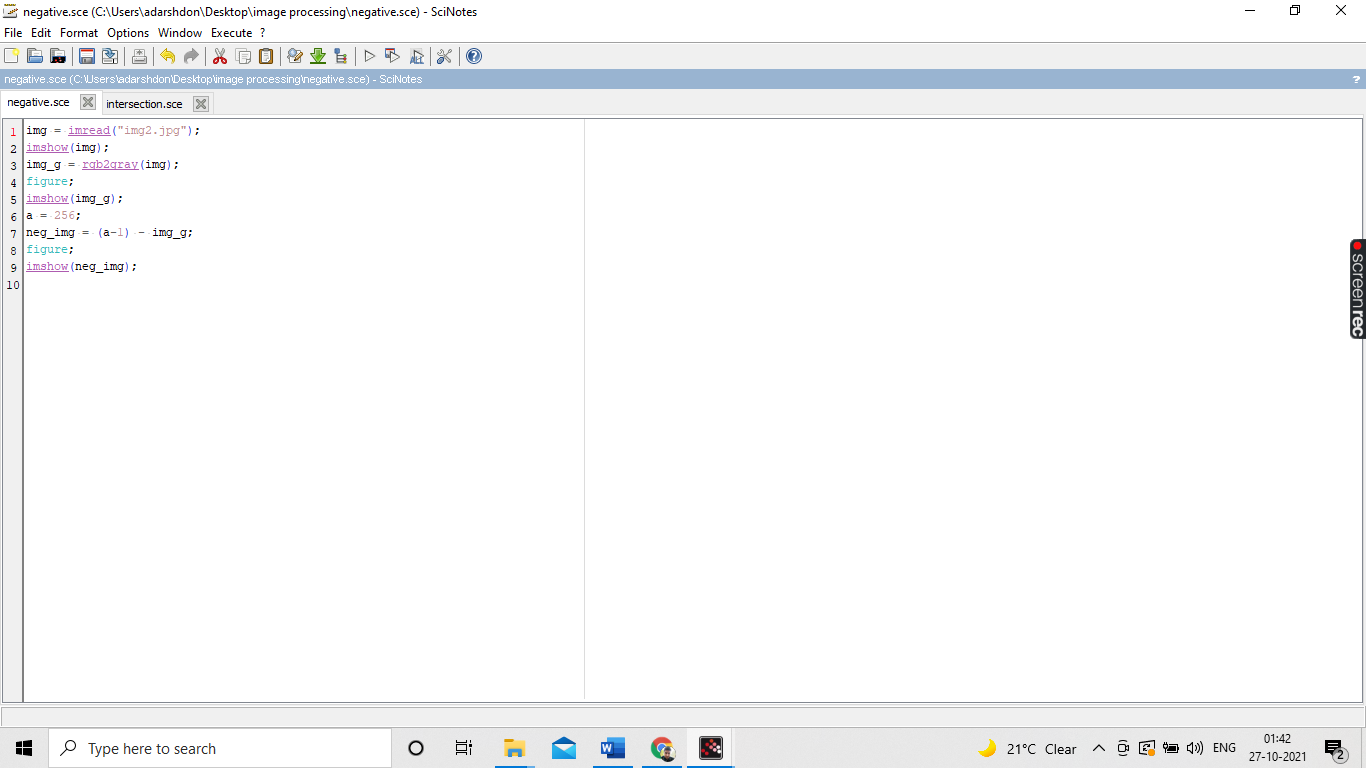 negative.sce (C:\Users\adarshdon\Desktop\image processing\negative.sce) - SciNotes
File Edit Format Options Window Execute ?
negative.sce (C:\Users\adarshdon\Desktop\image processing\negative.sce) - SciNotes ?
negative.sce intersection.sce
1 img = imread("img2.jpg");
2 imshow(img);
3 img_g = rgb2gray(img);
4 figure;
5 imshow(img_g);
6 a = 256;
7 neg_img = (a-1) - img_g;
8 figure;
9 imshow(neg_img);
10
screenrec
Type here to search
21°C Clear
ENG
01:42
27-10-2021
2